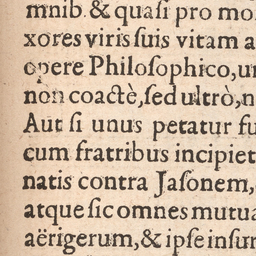 mnib. & quaſi pro mo
xores viris ſuis vitam a
opere Philoſophico, u
non coactè, ſed ultrò, n
Aut ſi unus petatur fu
cum fratribus incipiet
natis contra Jaſonem,
atque ſic omnes mutua
aërigerum, & ipſe inſur